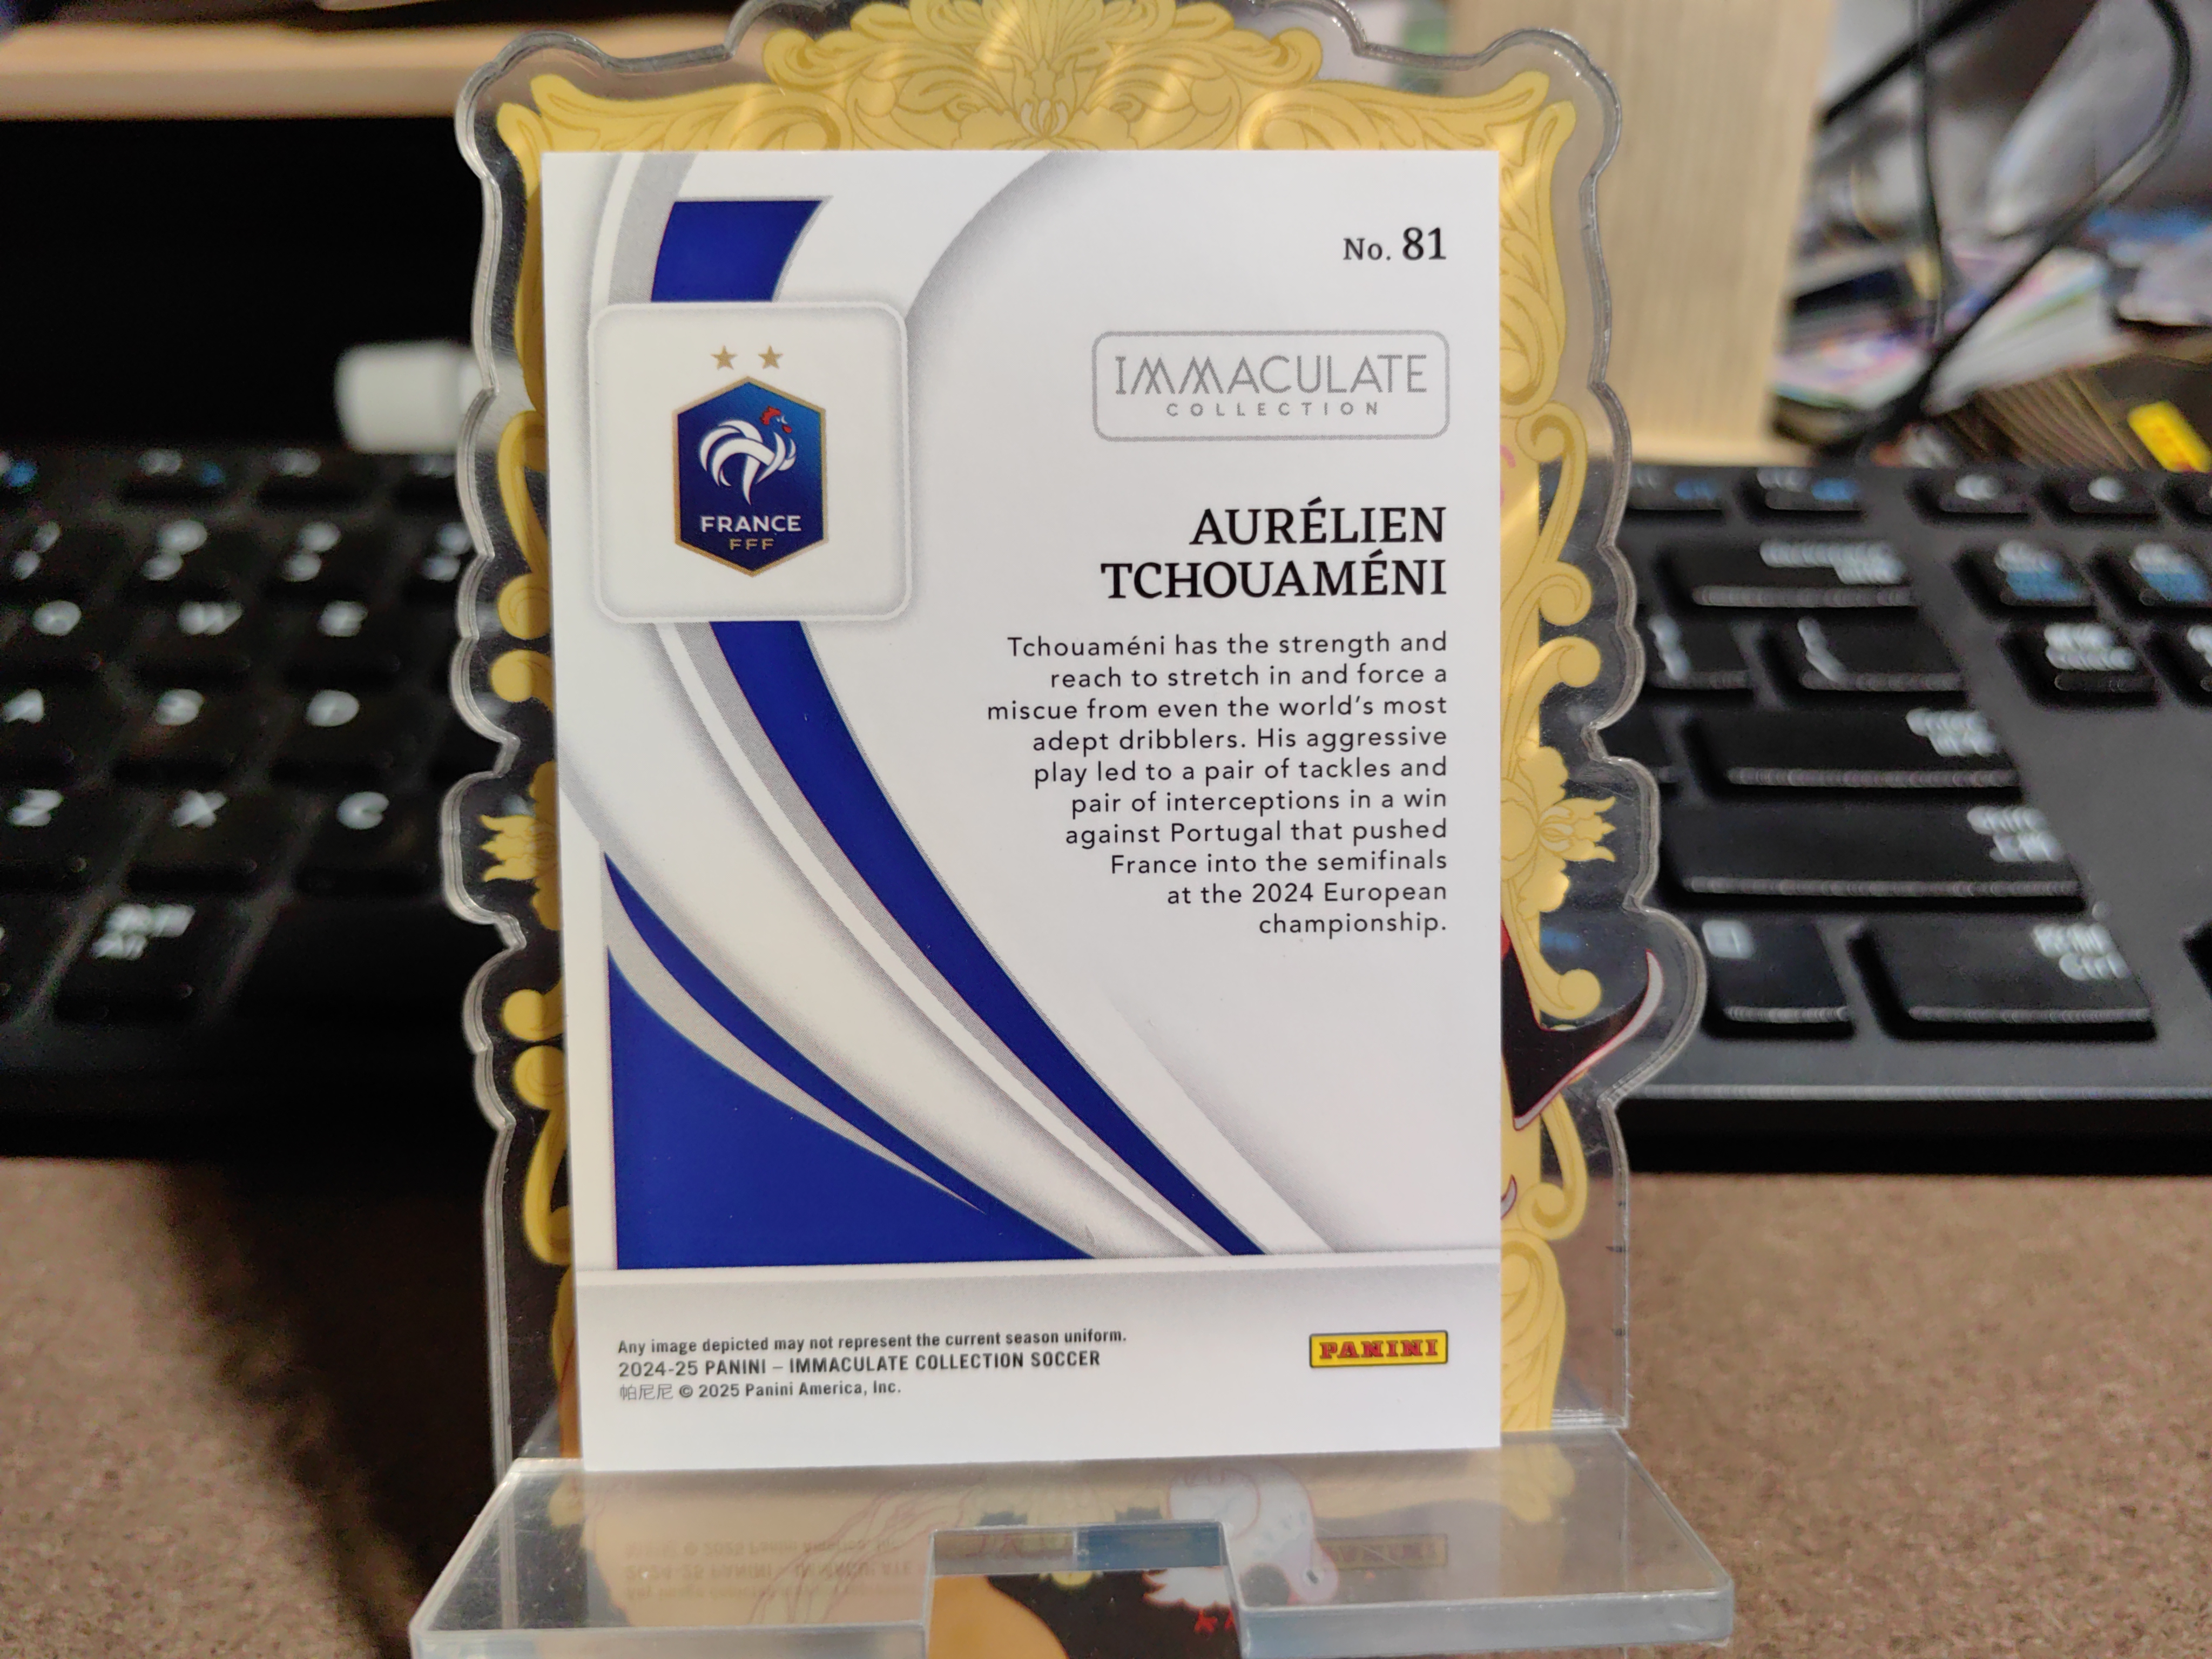 No. 81
IMMACULATE
COLLECTION
FRANCE
FFF
AURÉLIEN
TCHOUAMÉNI
Tchouaméni has the strength and
reach to stretch in and force a
miscue from even the world's most
adept dribblers. His aggressive
play led to a pair of tackles and
pair of interceptions in a win
against Portugal that pushed
France into the semifinals
at the 2024 European
championship.
Any image depicted may not represent the current season uniform.
2024-25 PANINI – IMMACULATE COLLECTION SOCCER
帕尼尼 © 2025 Panini America, Inc.
PANINI
W E
A S D
Z X C